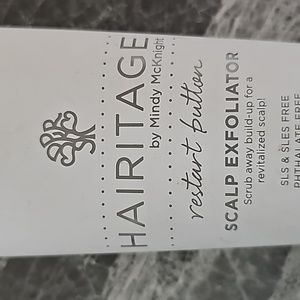 HAIRITAGE
by Mindy McKnight
restart button
SCALP EXFOLIATOR
Scrub away build-up for a
revitalized scalp!
SLS & SLES FREE
PHTHALATE FREE